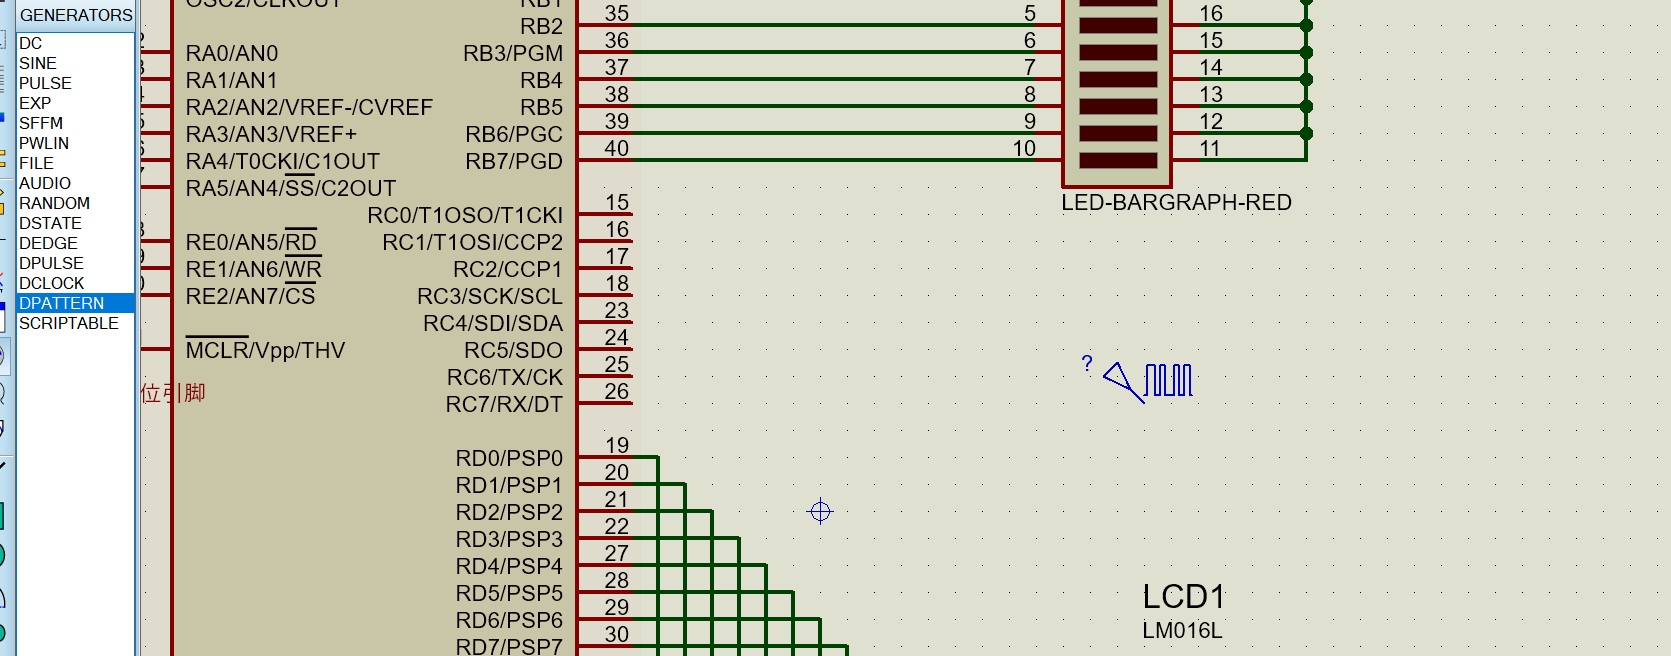 GENERATORS
DC
SINE
PULSE
EXP
SFFM
PWLIN
FILE
AUDIO
RANDOM
DSTATE
DEDGE
DPULSE
DCLOCK
DPATTERN
SCRIPTABLE
OSC2/CLKOUT
RA0/AN0
RA1/AN1
RA2/AN2/VREF-/CVREF
RA3/AN3/VREF+
RA4/T0CKI/C1OUT
RA5/AN4/SS/C2OUT
RE0/AN5/RD
RE1/AN6/WR
RE2/AN7/CS
MCLR/Vpp/THV
位引脚
RB1
RB2 35 5 16
RB3/PGM 36 6 15
RB4 37 7 14
RB5 38 8 13
RB6/PGC 39 9 12
RB7/PGD 40 10 11
LED-BARGRAPH-RED
RC0/T1OSO/T1CKI 15
RC1/T1OSI/CCP2 16
RC2/CCP1 17
RC3/SCK/SCL 18
RC4/SDI/SDA 23
RC5/SDO 24
RC6/TX/CK 25
RC7/RX/DT 26
?
RD0/PSP0 19
RD1/PSP1 20
RD2/PSP2 21
RD3/PSP3 22
RD4/PSP4 27
RD5/PSP5 28
RD6/PSP6 29
RD7/PSP7 30
LCD1
LM016L